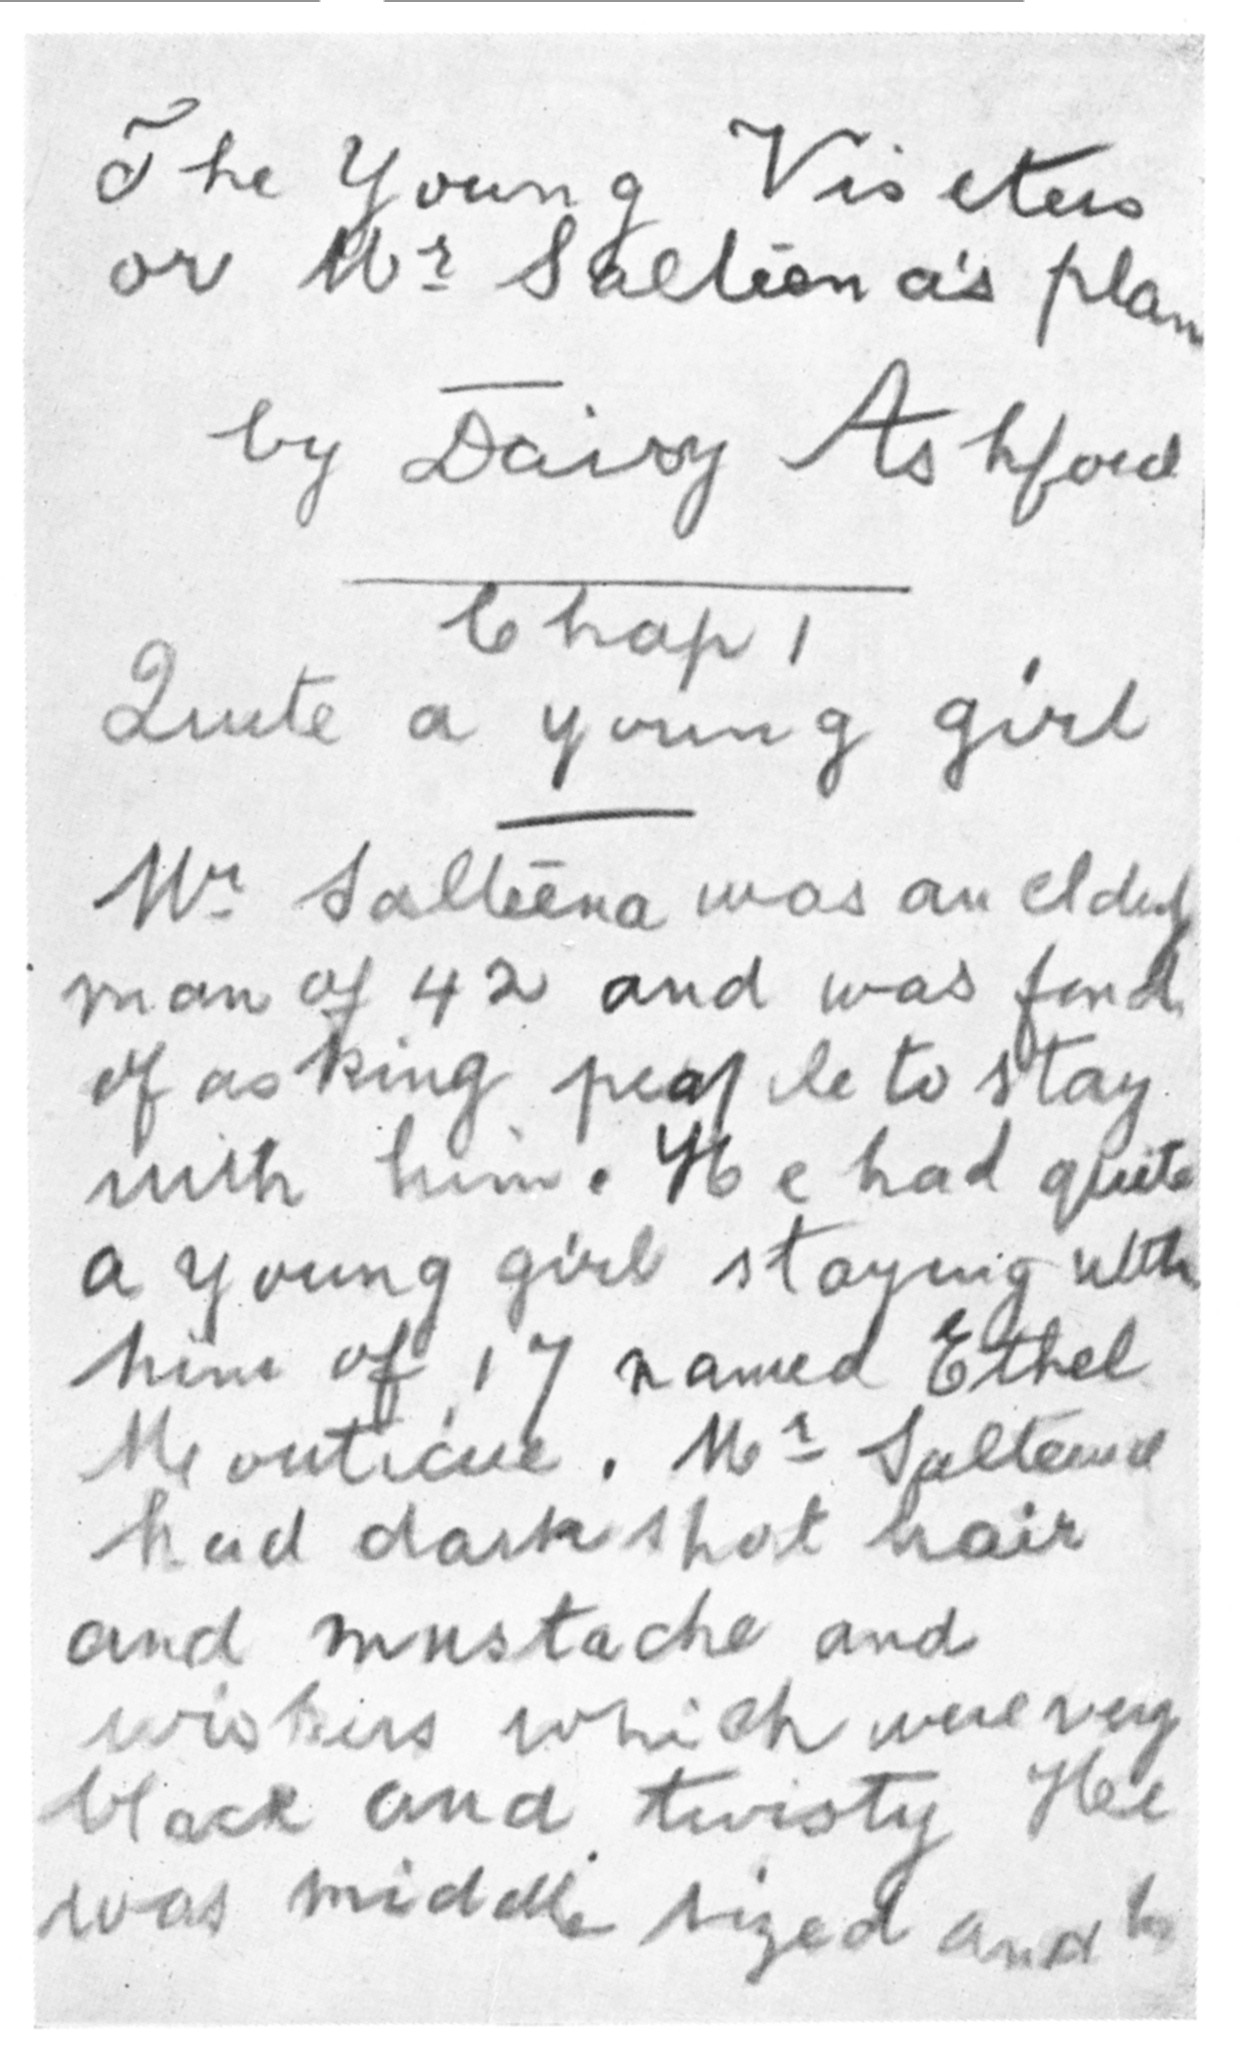 The Young Viseters
or Mr Saltēena's plan
by Daisy Ashford
Chap 1
Quite a young girl
Mr Saltēena was an elderly
man of 42 and was fond
of asking peaple to stay
with him. He had quite
a young girl staying with
him of 17 named Ethel
Monticue. Mr Salteena
had dark short hair
and mustache and
wiskers which were very
black and twisty He
was middle sized and he